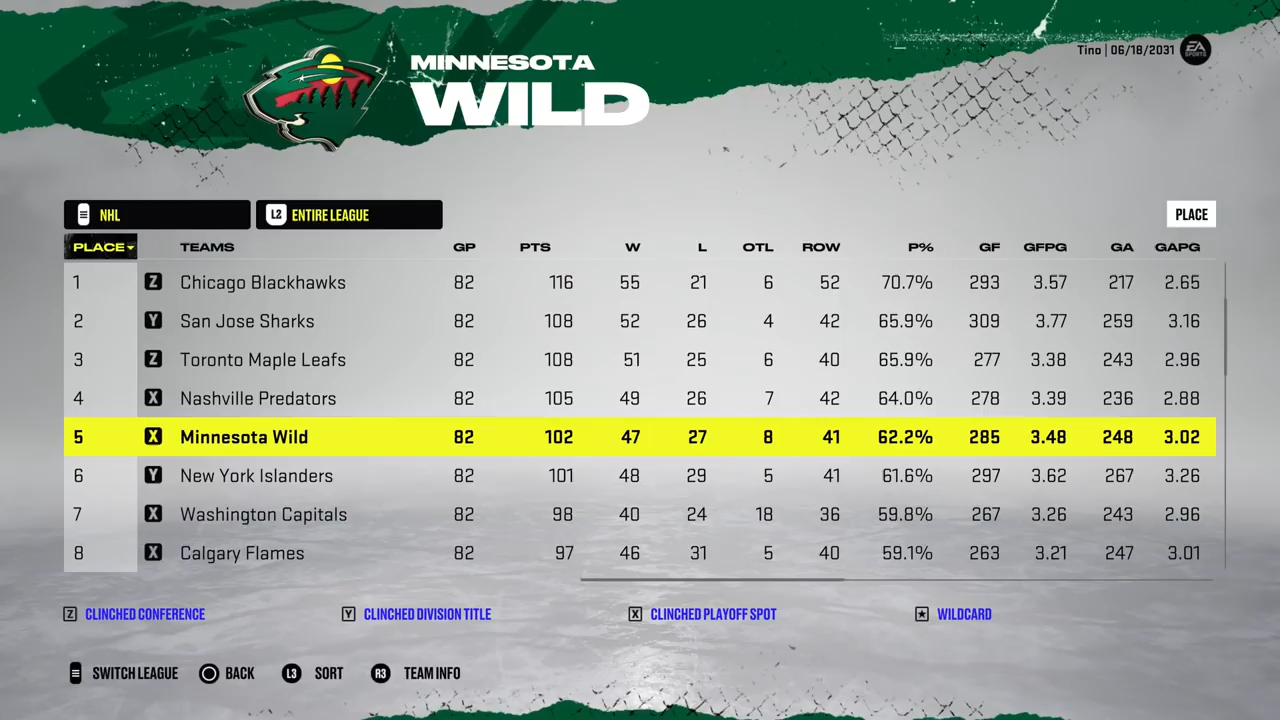 MINNESOTA
WILD
Tino | 06/18/2031
EA SPORTS
NHL
L2 ENTIRE LEAGUE
PLACE
PLACE TEAMS GP PTS W L OTL ROW P% GF GFPG GA GAPG
1 Z Chicago Blackhawks 82 116 55 21 6 52 70.7% 293 3.57 217 2.65
2 Y San Jose Sharks 82 108 52 26 4 42 65.9% 309 3.77 259 3.16
3 Z Toronto Maple Leafs 82 108 51 25 6 40 65.9% 277 3.38 243 2.96
4 X Nashville Predators 82 105 49 26 7 42 64.0% 278 3.39 236 2.88
5 X Minnesota Wild 82 102 47 27 8 41 62.2% 285 3.48 248 3.02
6 Y New York Islanders 82 101 48 29 5 41 61.6% 297 3.62 267 3.26
7 X Washington Capitals 82 98 40 24 18 36 59.8% 267 3.26 243 2.96
8 X Calgary Flames 82 97 46 31 5 40 59.1% 263 3.21 247 3.01
Z CLINCHED CONFERENCE Y CLINCHED DIVISION TITLE X CLINCHED PLAYOFF SPOT ★ WILDCARD
SWITCH LEAGUE BACK L3 SORT R3 TEAM INFO